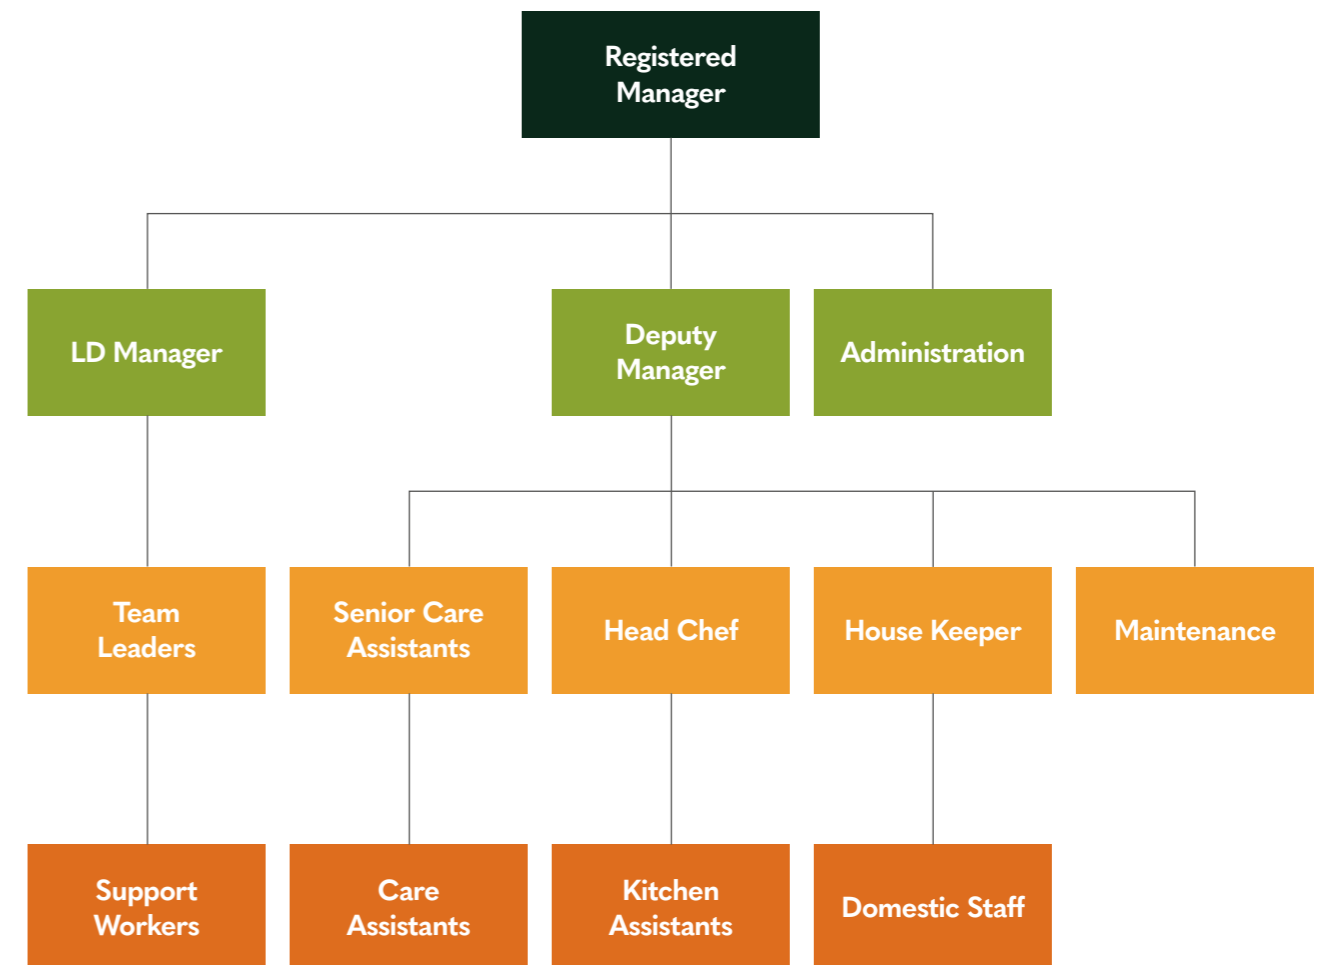 Registered
Manager
LD Manager
Deputy
Manager
Administration
Team
Leaders
Senior Care
Assistants
Head Chef
House Keeper
Maintenance
Support
Workers
Care
Assistants
Kitchen
Assistants
Domestic Staff